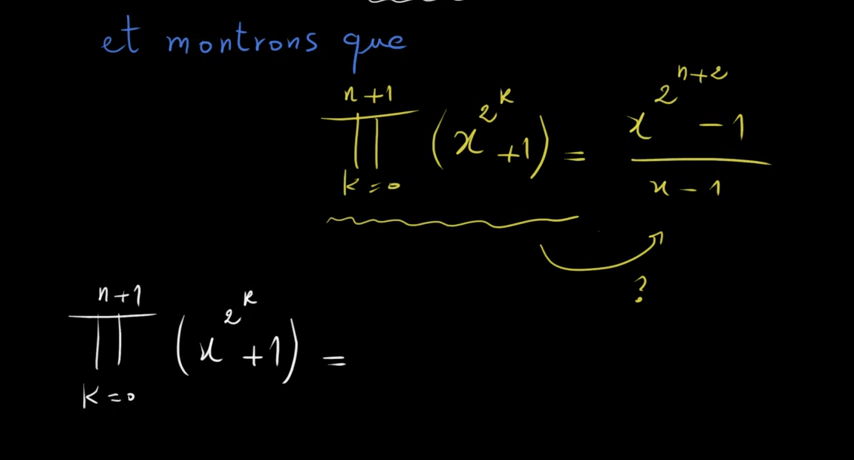 et montrons que
∏_{k=0}^{n+1} (x^{2^k} + 1) = (x^{2^{n+2}} - 1) / (x - 1)
?
∏_{k=0}^{n+1} (x^{2^k} + 1) =